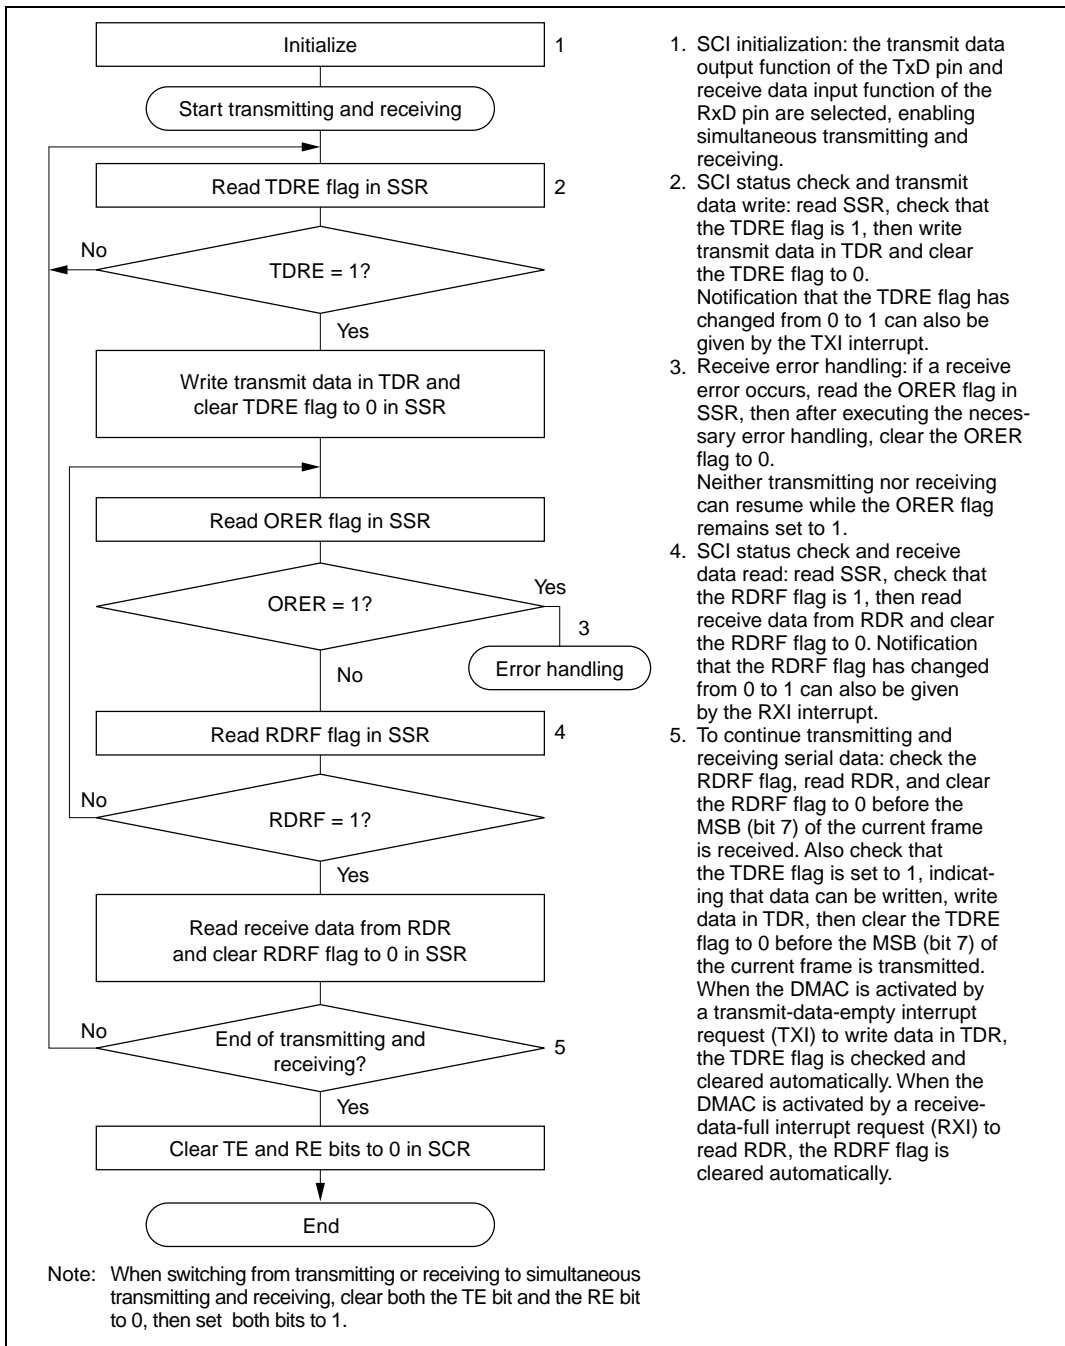 Initialize
1
Start transmitting and receiving
Read TDRE flag in SSR
2
No
TDRE = 1?
Yes
Write transmit data in TDR and
clear TDRE flag to 0 in SSR
Read ORER flag in SSR
Yes
ORER = 1?
3
Error handling
No
Read RDRF flag in SSR
4
No
RDRF = 1?
Yes
Read receive data from RDR
and clear RDRF flag to 0 in SSR
No
End of transmitting and
receiving?
5
Yes
Clear TE and RE bits to 0 in SCR
End
1. SCI initialization: the transmit data
output function of the TxD pin and
receive data input function of the
RxD pin are selected, enabling
simultaneous transmitting and
receiving.
2. SCI status check and transmit
data write: read SSR, check that
the TDRE flag is 1, then write
transmit data in TDR and clear
the TDRE flag to 0.
Notification that the TDRE flag has
changed from 0 to 1 can also be
given by the TXI interrupt.
3. Receive error handling: if a receive
error occurs, read the ORER flag in
SSR, then after executing the neces-
sary error handling, clear the ORER
flag to 0.
Neither transmitting nor receiving
can resume while the ORER flag
remains set to 1.
4. SCI status check and receive
data read: read SSR, check that
the RDRF flag is 1, then read
receive data from RDR and clear
the RDRF flag to 0. Notification
that the RDRF flag has changed
from 0 to 1 can also be given
by the RXI interrupt.
5. To continue transmitting and
receiving serial data: check the
RDRF flag, read RDR, and clear
the RDRF flag to 0 before the
MSB (bit 7) of the current frame
is received. Also check that
the TDRE flag is set to 1, indicat-
ing that data can be written, write
data in TDR, then clear the TDRE
flag to 0 before the MSB (bit 7) of
the current frame is transmitted.
When the DMAC is activated by
a transmit-data-empty interrupt
request (TXI) to write data in TDR,
the TDRE flag is checked and
cleared automatically. When the
DMAC is activated by a receive-
data-full interrupt request (RXI) to
read RDR, the RDRF flag is
cleared automatically.
Note: When switching from transmitting or receiving to simultaneous
transmitting and receiving, clear both the TE bit and the RE bit
to 0, then set both bits to 1.